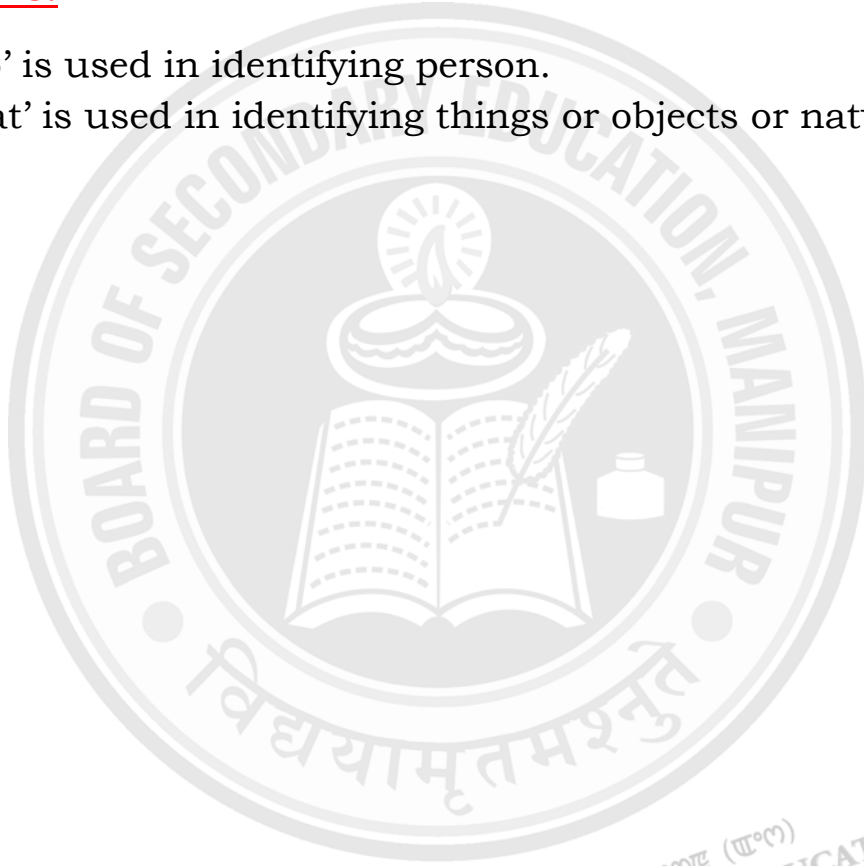 ’ is used in identifying person.
at’ is used in identifying things or objects or
BOARD OF SECONDARY EDUCATION, MANIPUR
विद्ययामृतमश्नुते